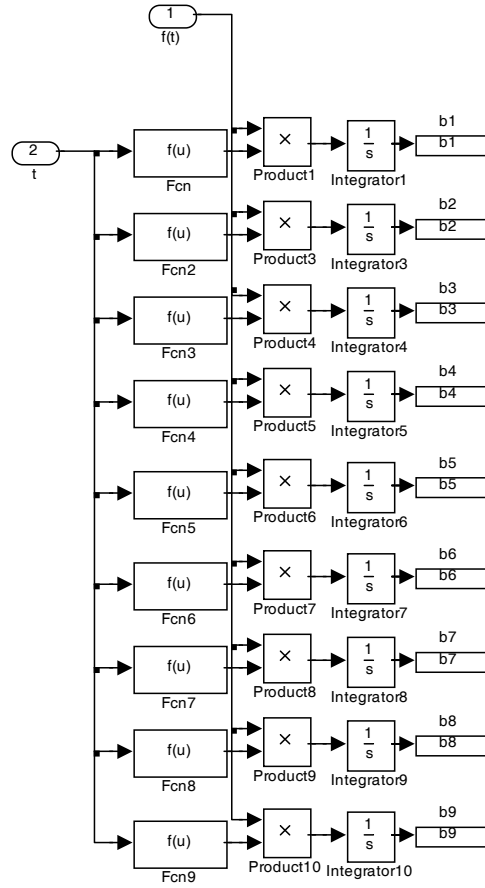 1
f(t)
2
t
f(u)
Fcn
×
Product1
1
s
Integrator1
b1
b1
f(u)
Fcn2
×
Product3
1
s
Integrator3
b2
b2
f(u)
Fcn3
×
Product4
1
s
Integrator4
b3
b3
f(u)
Fcn4
×
Product5
1
s
Integrator5
b4
b4
f(u)
Fcn5
×
Product6
1
s
Integrator6
b5
b5
f(u)
Fcn6
×
Product7
1
s
Integrator7
b6
b6
f(u)
Fcn7
×
Product8
1
s
Integrator8
b7
b7
f(u)
Fcn8
×
Product9
1
s
Integrator9
b8
b8
f(u)
Fcn9
×
Product10
1
s
Integrator10
b9
b9